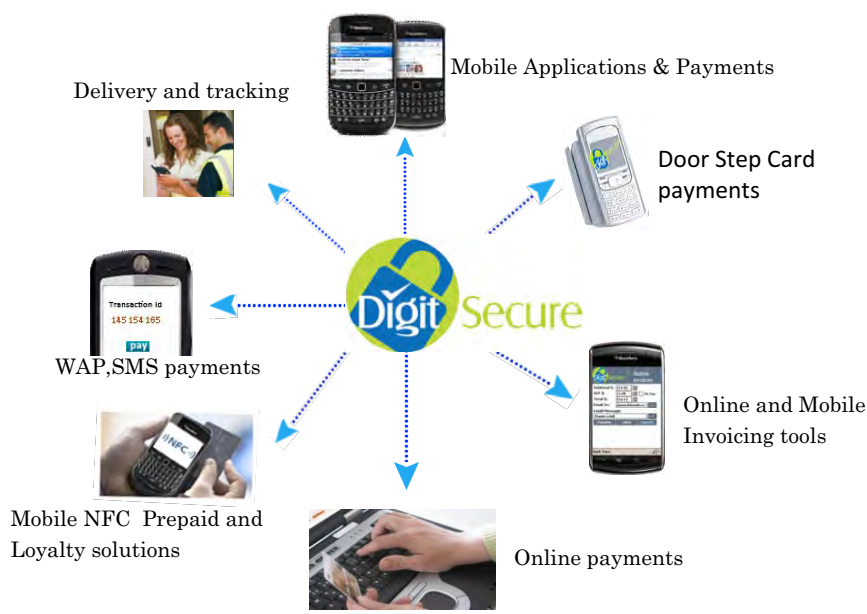 Mobile Applications & Payments
Delivery and tracking
Door Step Card
payments
Digit Secure
Transaction Id
145 154 165
pay
WAP,SMS payments
Online and Mobile
Invoicing tools
NFC
Mobile NFC Prepaid and
Loyalty solutions
Online payments